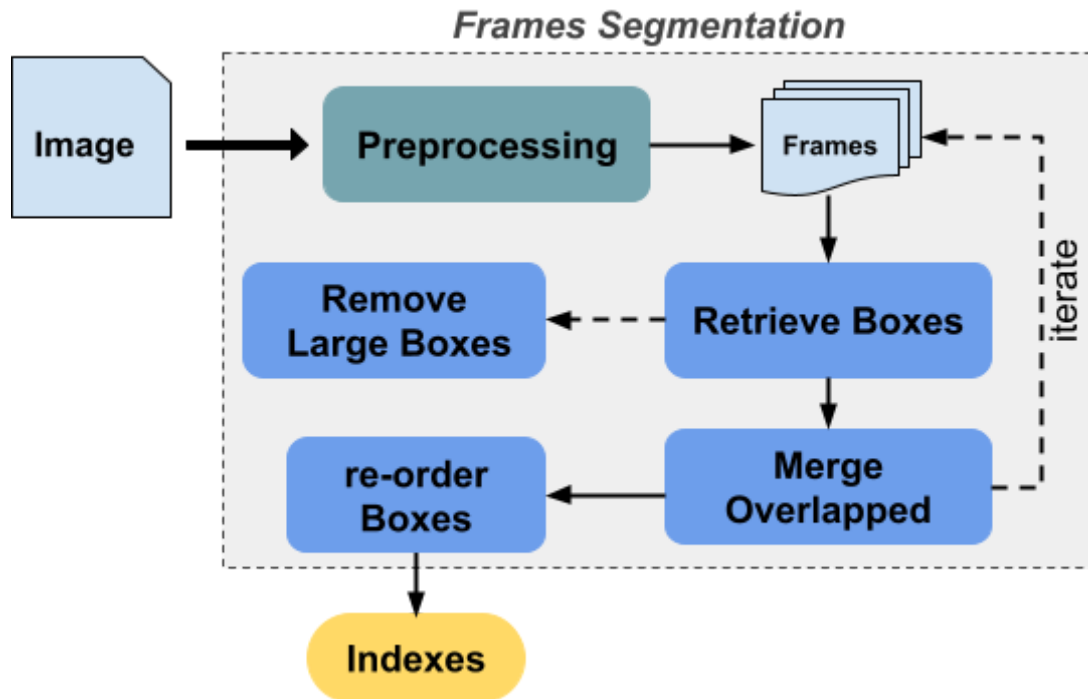 Frames Segmentation
Image
Preprocessing
Frames
Remove
Large Boxes
Retrieve Boxes
iterate
re-order
Boxes
Merge
Overlapped
Indexes